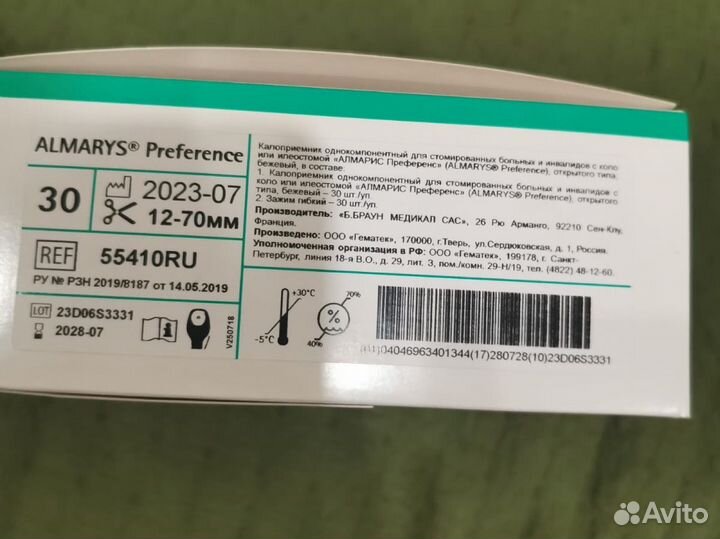 ALMARYS® Preference
30
2023-07
12-70мм
REF 55410RU
РУ № РЗН 2019/8187 от 14.05.2019
LOT 23D06S3331
2028-07
V250718
Калоприемник однокомпонентный для стомированных больных и инвалидов с коло
или илеостомой «АЛМАРИС Преференс» (ALMARYS® Preference), открытого типа,
бежевый, в составе:
1. Калоприемник однокомпонентный для стомированных больных и инвалидов с
коло или илеостомой «АЛМАРИС Преференс» (ALMARYS® Preference), открытого
типа, бежевый – 30 шт./уп.
2. Зажим гибкий – 30 шт./уп.
Производитель: «Б.БРАУН МЕДИКАЛ САС», 26 Рю Арманго, 92210 Сен-Клу,
Франция.
Произведено: ООО «Гематек», 170000, г.Тверь, ул.Сердюковская, д. 1, Россия.
Уполномоченная организация в РФ: ООО «Гематек», 199178, г. Санкт-
Петербург, линия 18-я В.О., д. 29, лит. 3, пом./комн. 29-Н/19, тел. (4822) 48-12-60.
+30°C
-5°C
70%
%
40%
(01)04046963401344(17)280728(10)23D06S3331
Avito